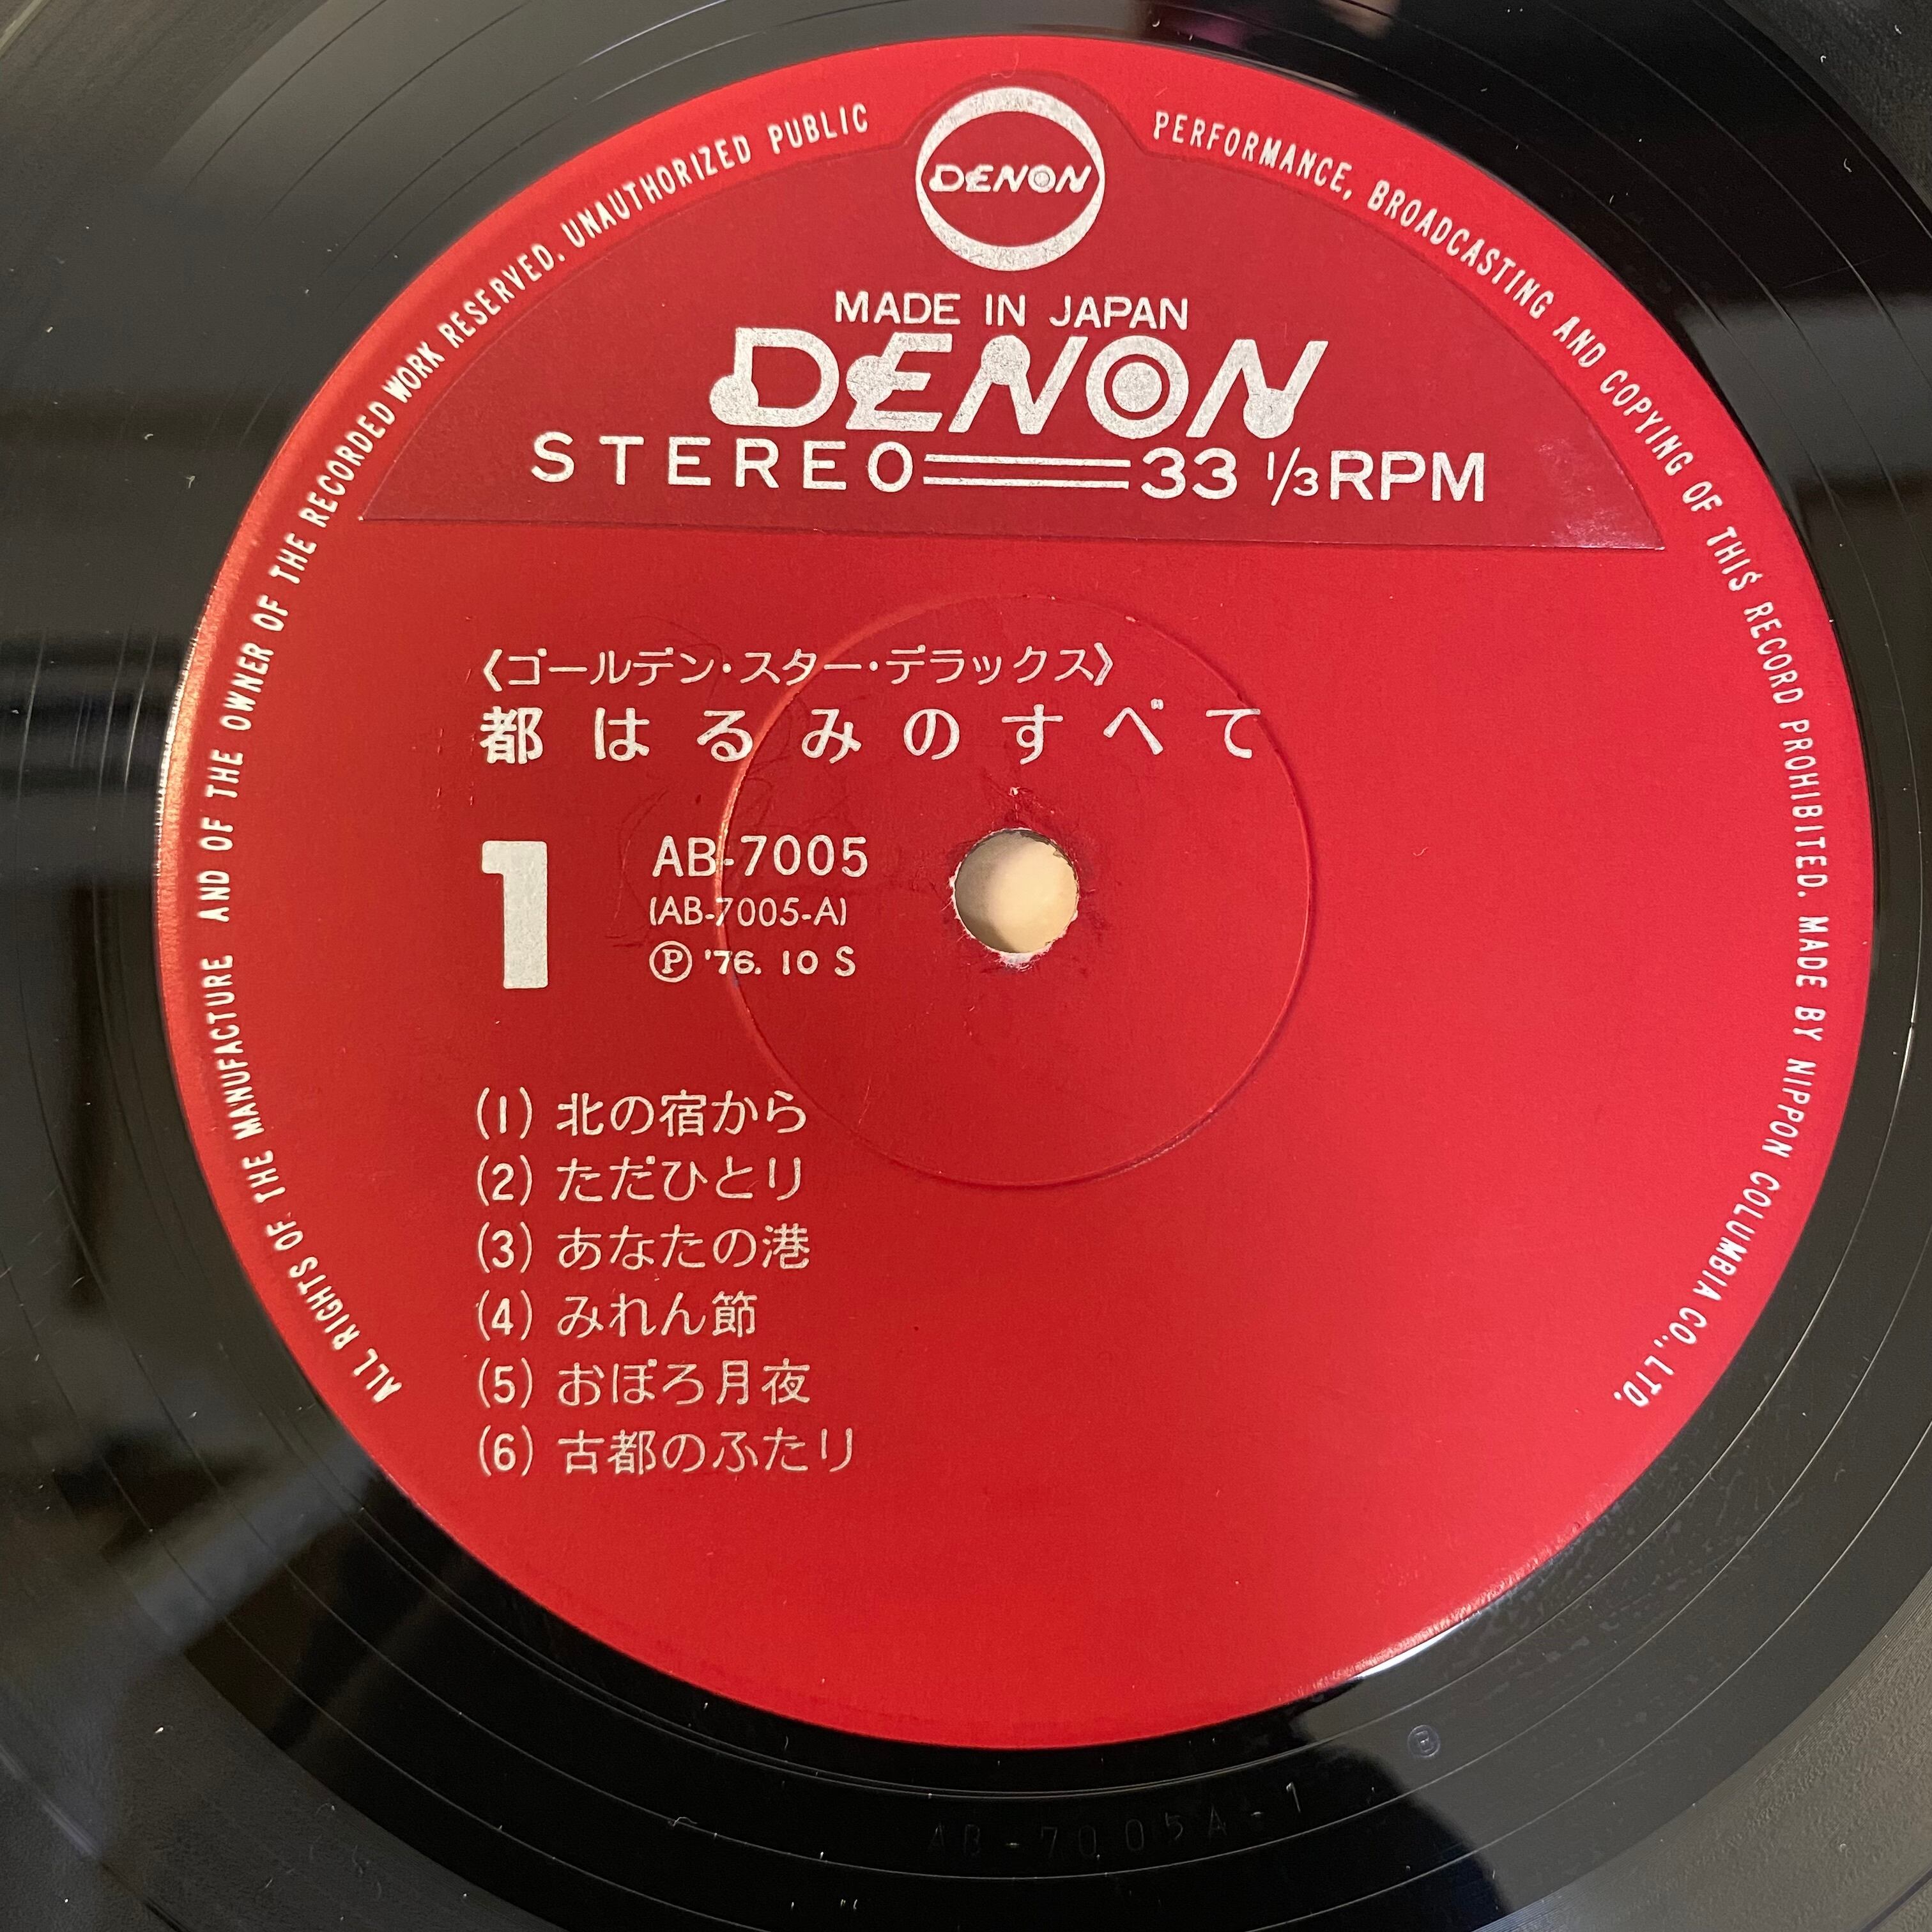 DENON
MADE IN JAPAN
DENON
STEREO 33 1/3 RPM
《ゴールデン・スター・デラックス》
都はるみのすべて
1
AB-7005
(AB-7005-A)
Ⓟ '76. 10 S
(1) 北の宿から
(2) ただひとり
(3) あなたの港
(4) みれん節
(5) おぼろ月夜
(6) 古都のふたり
ALL RIGHTS OF THE MANUFACTURE AND OF THE OWNER OF THE RECORDED WORK RESERVED. UNAUTHORIZED PUBLIC PERFORMANCE, BROADCASTING AND COPYING OF THIS RECORD PROHIBITED. MADE BY NIPPON COLUMBIA CO., LTD.
AB-7005A-1